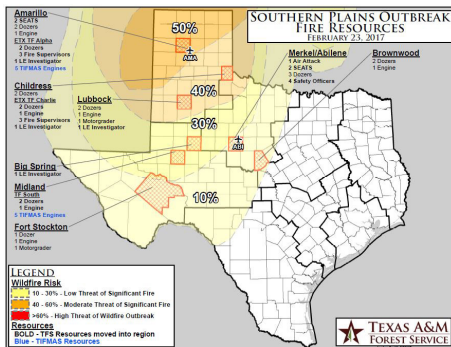 Southern Plains Outbreak
Fire Resources
February 23, 2017
Amarillo
2 SEATS
2 Dozers
1 Engine
ETX TF Alpha
2 Dozers
3 Fire Supervisors
1 LE Investigator
5 TIFMAS Engines
50%
AMA
Merkel/Abilene
1 Air Attack
2 SEATS
3 Dozers
4 Safety Officers
Brownwood
2 Dozers
1 Engine
Childress
2 Dozers
ETX TF Charlie
2 Dozers
1 Engine
3 Fire Supervisors
1 LE Investigator
40%
Lubbock
2 Dozers
1 Engine
1 Motorgrader
1 LE Investigator
30%
ABI
Big Spring
1 LE Investigator
Midland
TF South
2 Dozers
1 Engine
5 TIFMAS Engines
10%
Fort Stockton
1 Dozer
1 Engine
1 Motorgrader
Legend
Wildfire Risk
10 - 30% - Low Threat of Significant Fire
40 - 60% - Moderate Threat of Significant Fire
>60% - High Threat of Wildfire Outbreak
Resources
BOLD - TFS Resources moved into region
Blue - TIFMAS Resources
TEXAS A&M
FOREST SERVICE